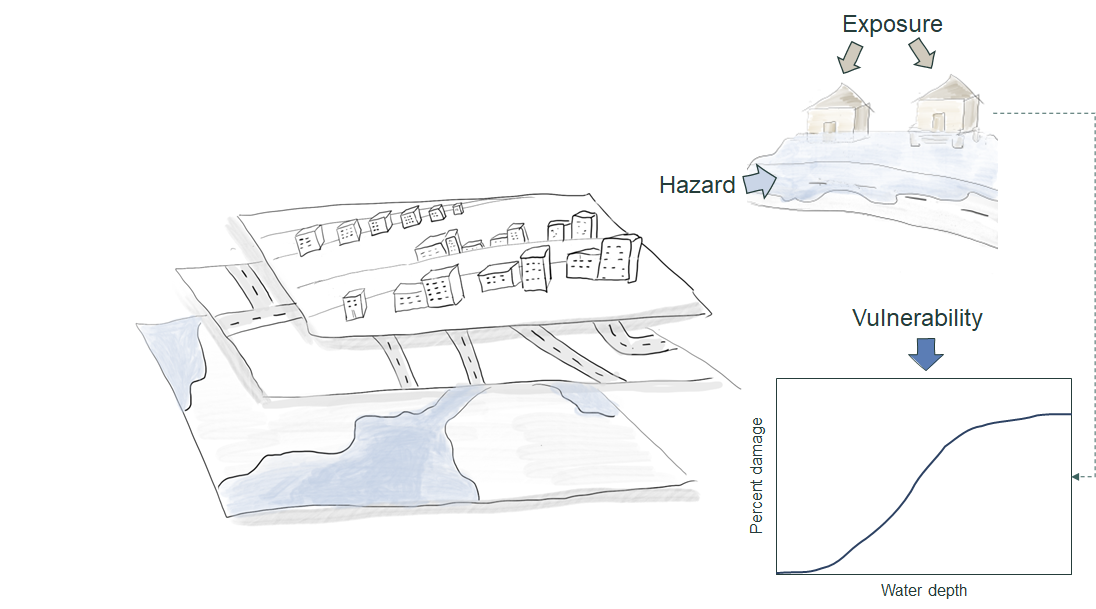 Exposure
Hazard
Vulnerability
Percent damage
Water depth